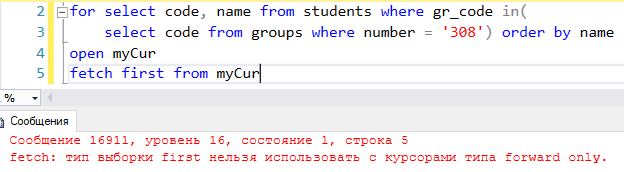 2 for select code, name from students where gr_code in(
3 select code from groups where number = '308') order by name
4 open myCur
5 fetch first from myCur
%
Сообщения
Сообщение 16911, уровень 16, состояние 1, строка 5
fetch: тип выборки first нельзя использовать с курсорами типа forward only.